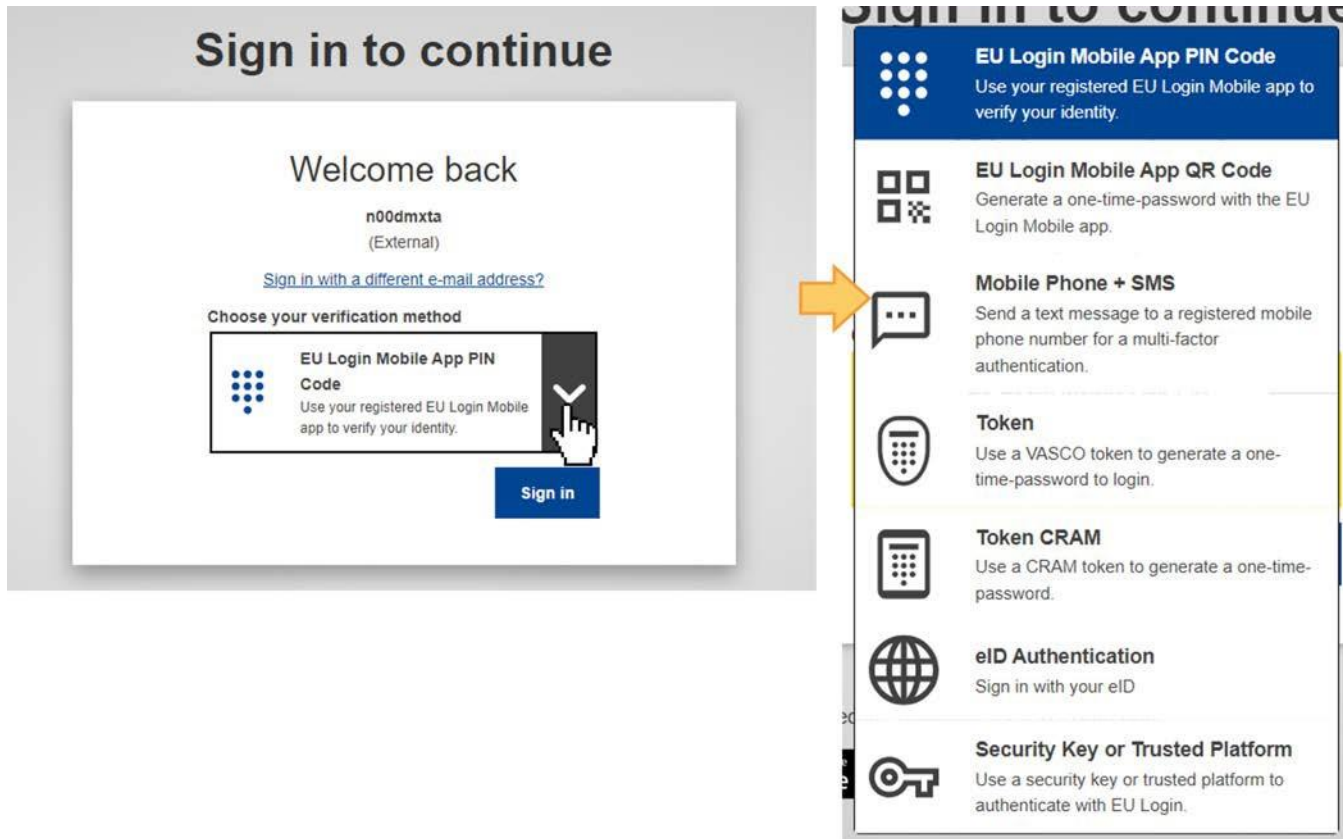 Sign in to continue
Welcome back
n00dmxta
(External)
Sign in with a different e-mail address?
Choose your verification method
EU Login Mobile App PIN
Code
Use your registered EU Login Mobile
app to verify your identity.
Sign in
Sign in to continue
EU Login Mobile App PIN Code
Use your registered EU Login Mobile app to
verify your identity.
EU Login Mobile App QR Code
Generate a one-time-password with the EU
Login Mobile app.
Mobile Phone + SMS
Send a text message to a registered mobile
phone number for a multi-factor
authentication.
Token
Use a VASCO token to generate a one-
time-password to login.
Token CRAM
Use a CRAM token to generate a one-time-
password.
eID Authentication
Sign in with your eID
Security Key or Trusted Platform
Use a security key or trusted platform to
authenticate with EU Login.